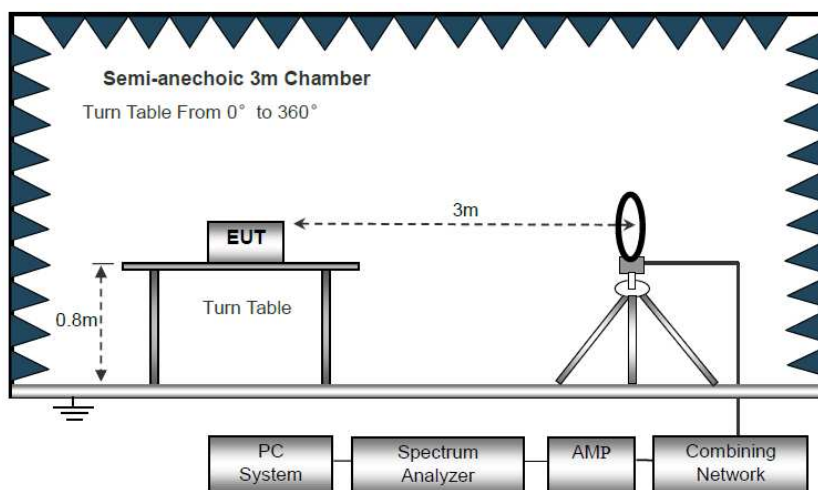 Semi-anechoic 3m Chamber
Turn Table From 0° to 360°
3m
EUT
Turn Table
0.8m
PC
System
Spectrum
Analyzer
AMP
Combining
Network